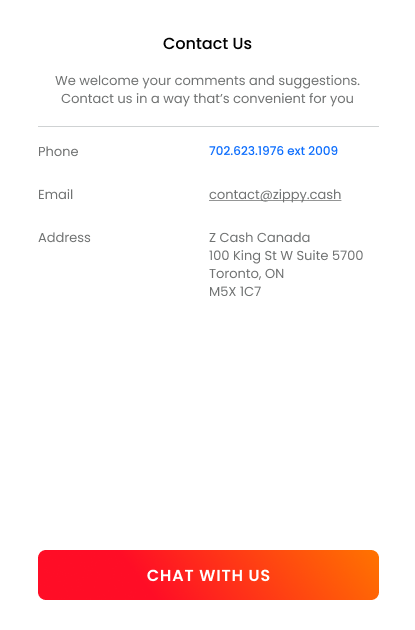 Contact Us
We welcome your comments and suggestions.
Contact us in a way that’s convenient for you
Phone 702.623.1976 ext 2009
Email contact@zippy.cash
Address Z Cash Canada
100 King St W Suite 5700
Toronto, ON
M5X 1C7
CHAT WITH US